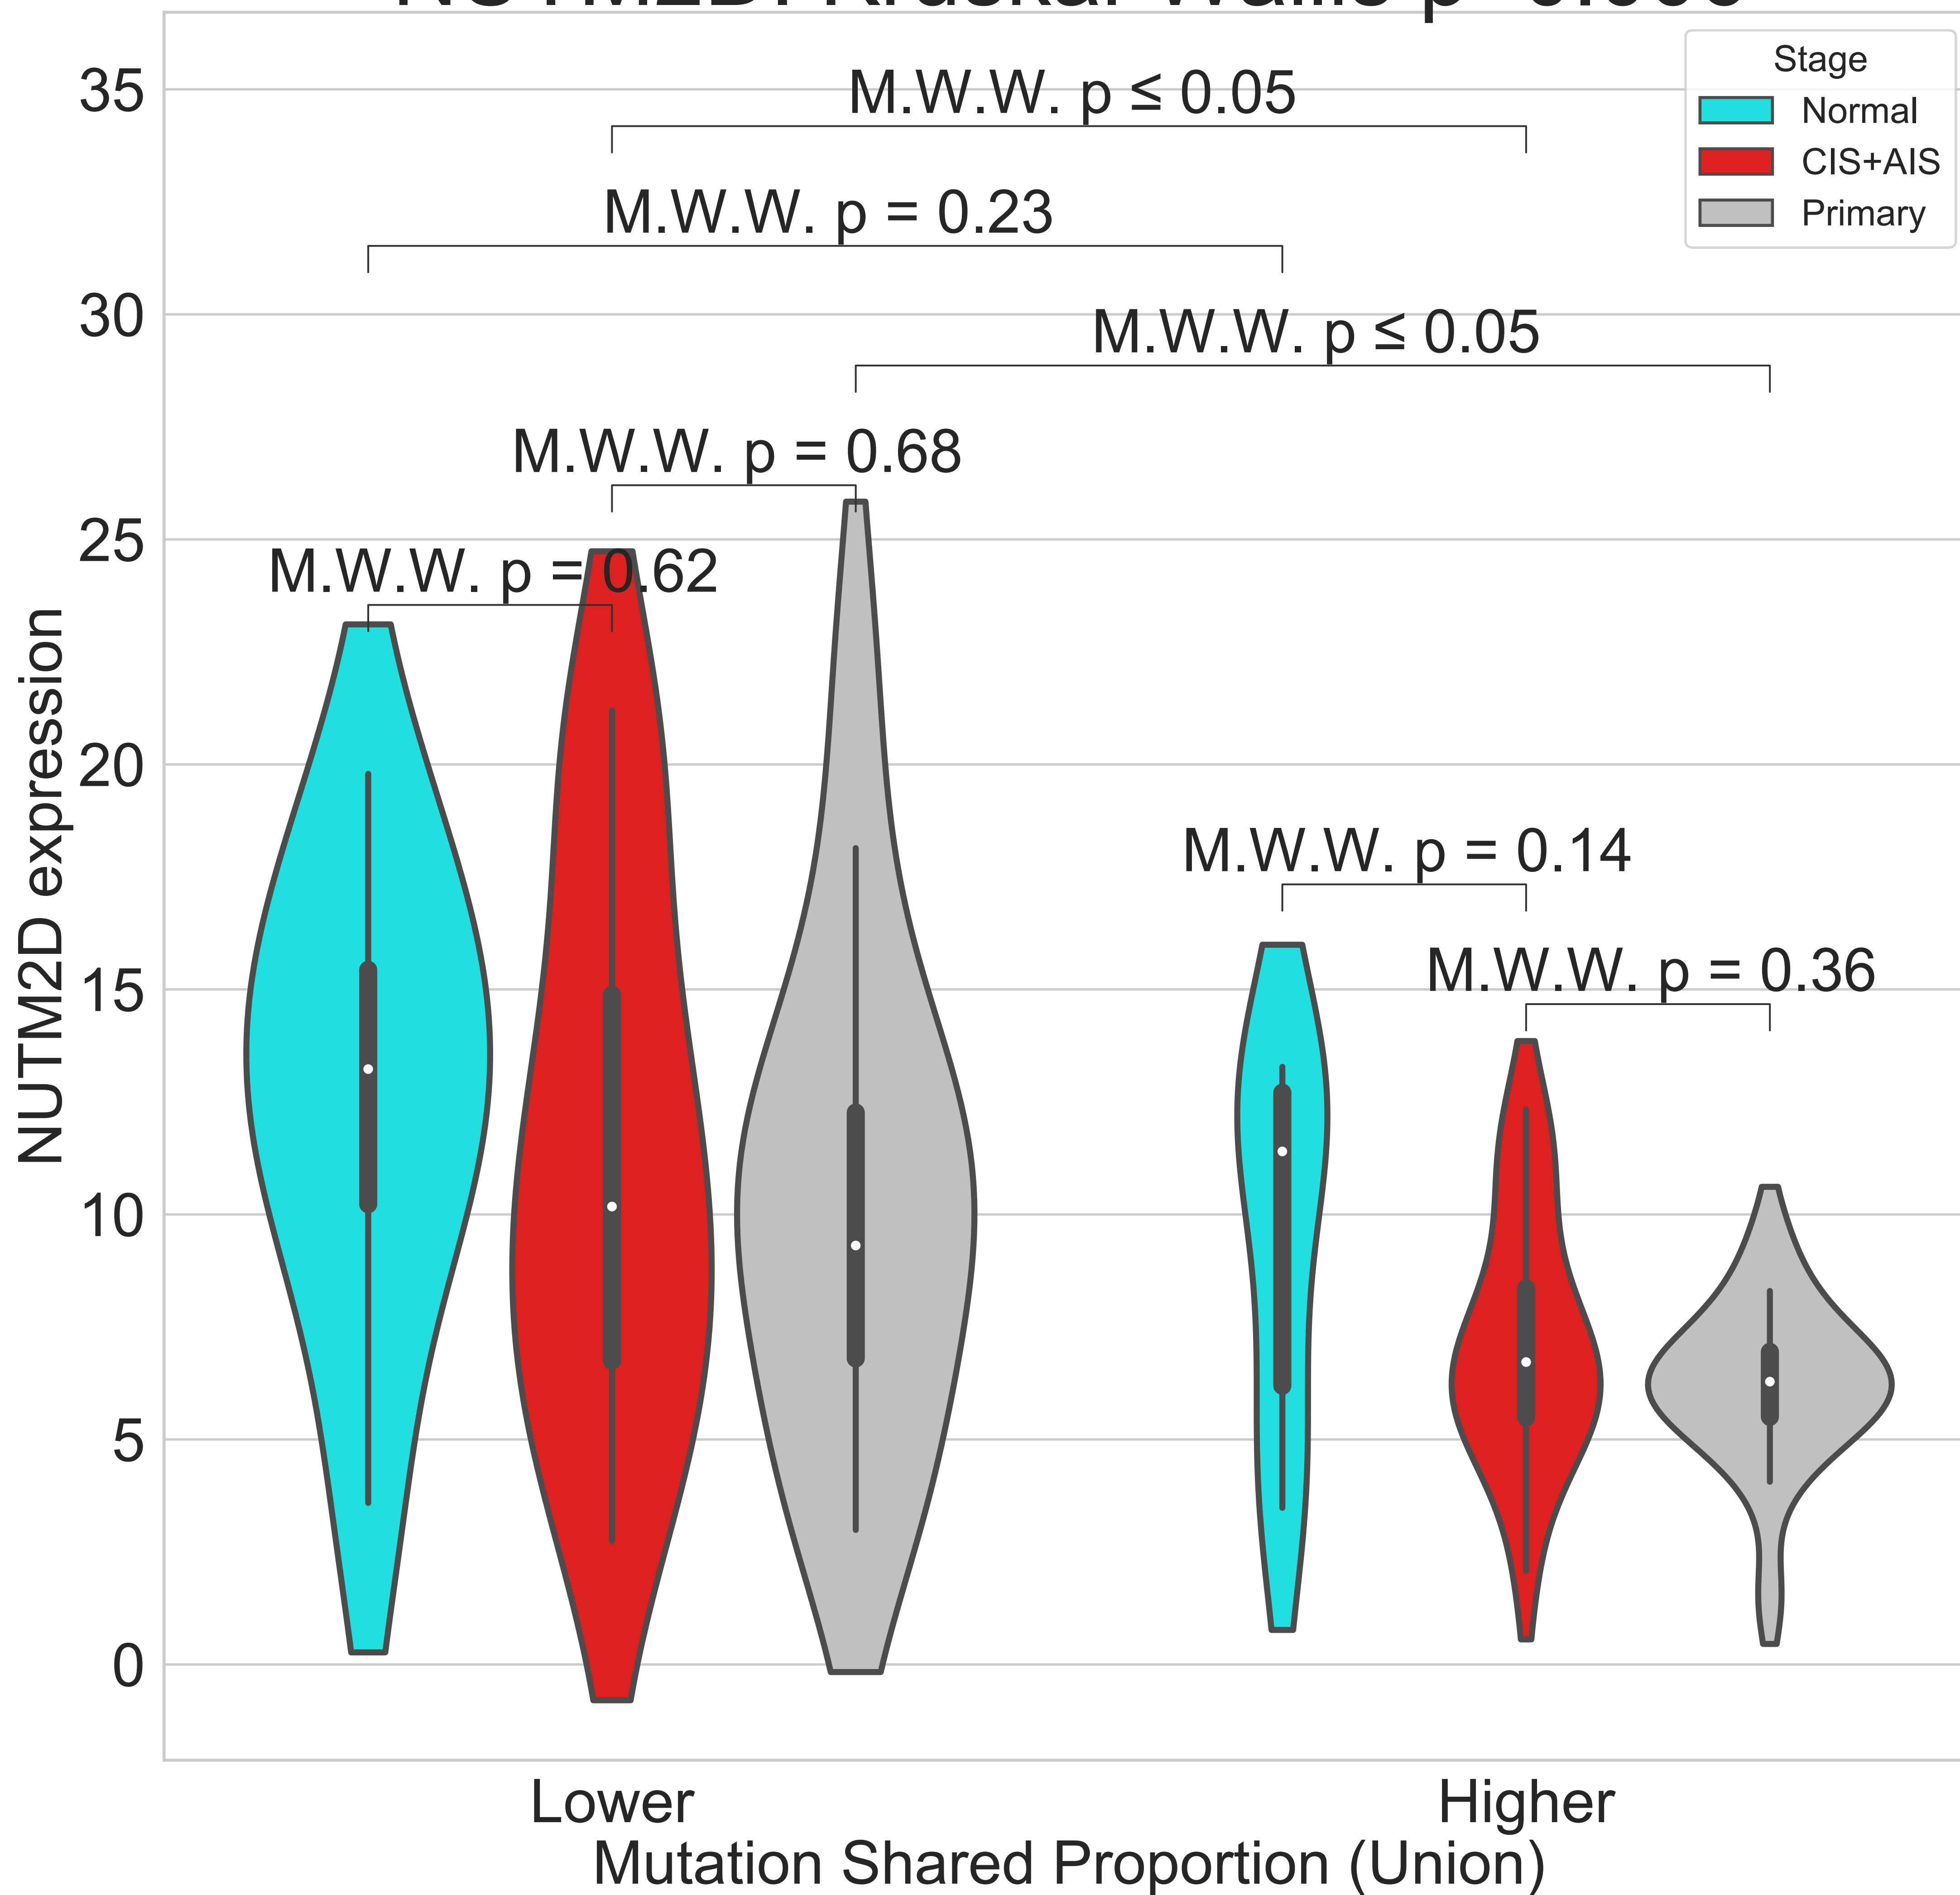 35
30
25
20
15
10
5
0
NUTM2D expression
M.W.W. p ≤ 0.05
M.W.W. p = 0.23
M.W.W. p ≤ 0.05
M.W.W. p = 0.68
M.W.W. p = 0.62
M.W.W. p = 0.14
M.W.W. p = 0.36
Stage
Normal
CIS+AIS
Primary
Lower
Higher
Mutation Shared Proportion (Union)